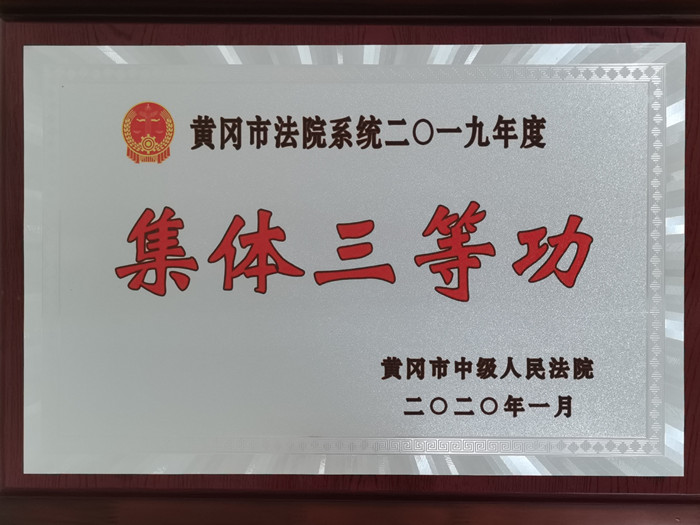 黄冈市法院系统二〇一九年度
集体三等功
黄冈市中级人民法院
二〇二〇年一月